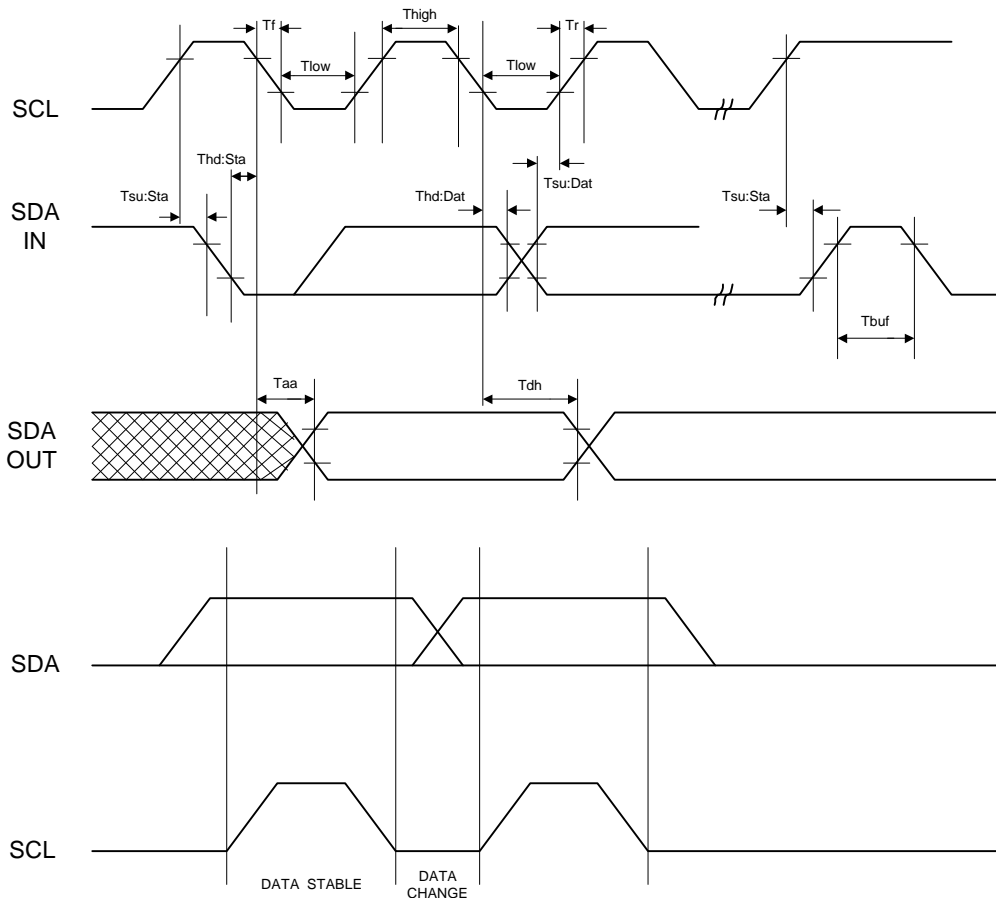 Tf
Thigh
Tr
Tlow
Tlow
SCL
Thd:Sta
Tsu:Sta
Thd:Dat
Tsu:Dat
Tsu:Sta
SDA
IN
Tbuf
Taa
Tdh
SDA
OUT
SDA
SCL
DATA STABLE
DATA
CHANGE